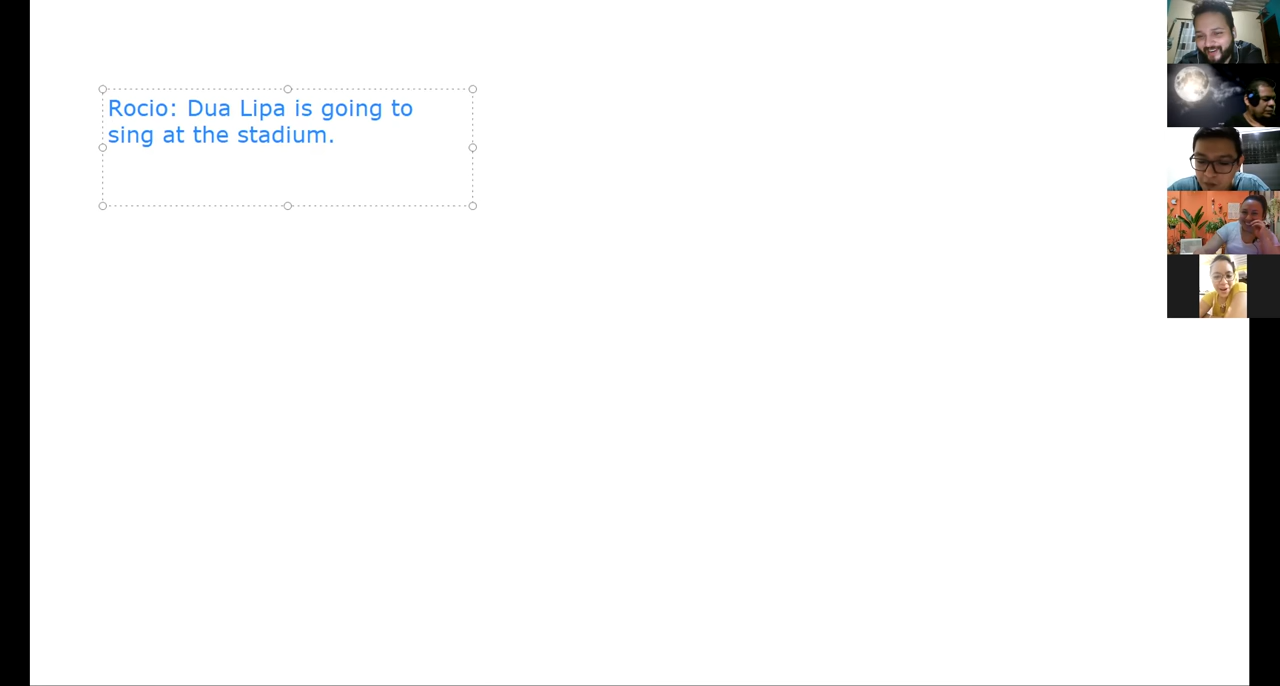 Rocio: Dua Lipa is going to
sing at the stadium.